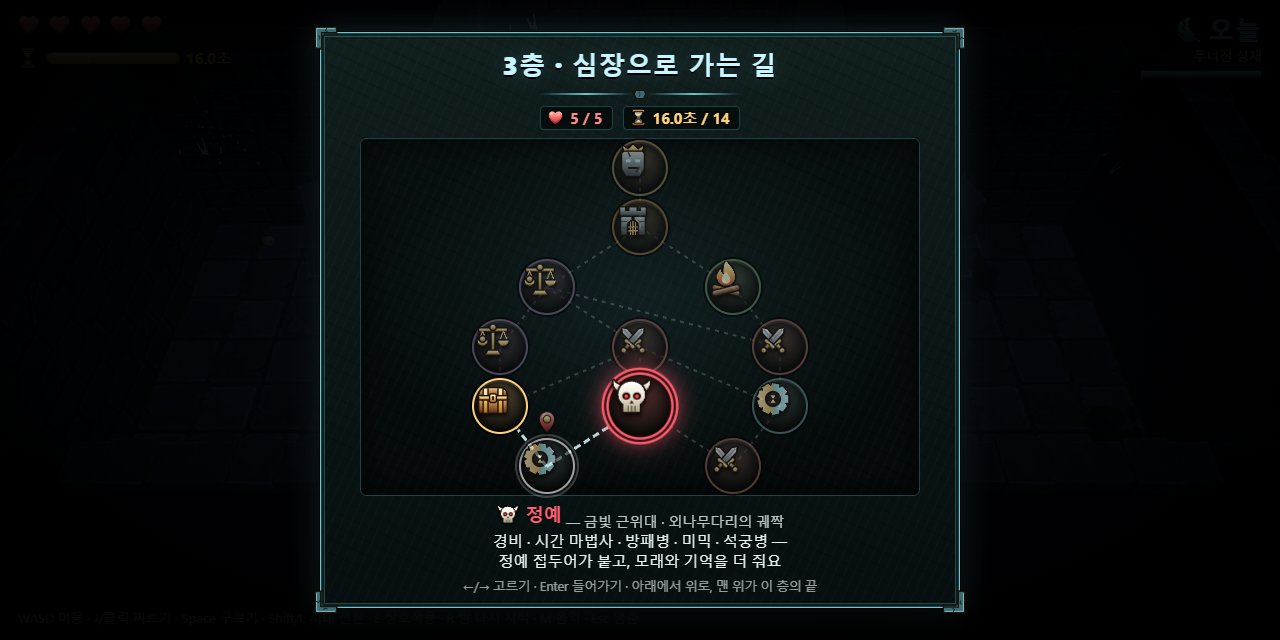 16.0초
오늘
3층 · 심장으로 가는 길
5 / 5
16.0초 / 14
정예 — 금빛 근위대 · 외나무다리의 궤짝
경비 · 시간 마법사 · 방패병 · 미믹 · 석궁병 —
정예 접두어가 붙고, 모래와 기억을 더 줘요
←/→ 고르기 · Enter 들어가기 · 아래에서 위로, 맨 위가 이 층의 끝